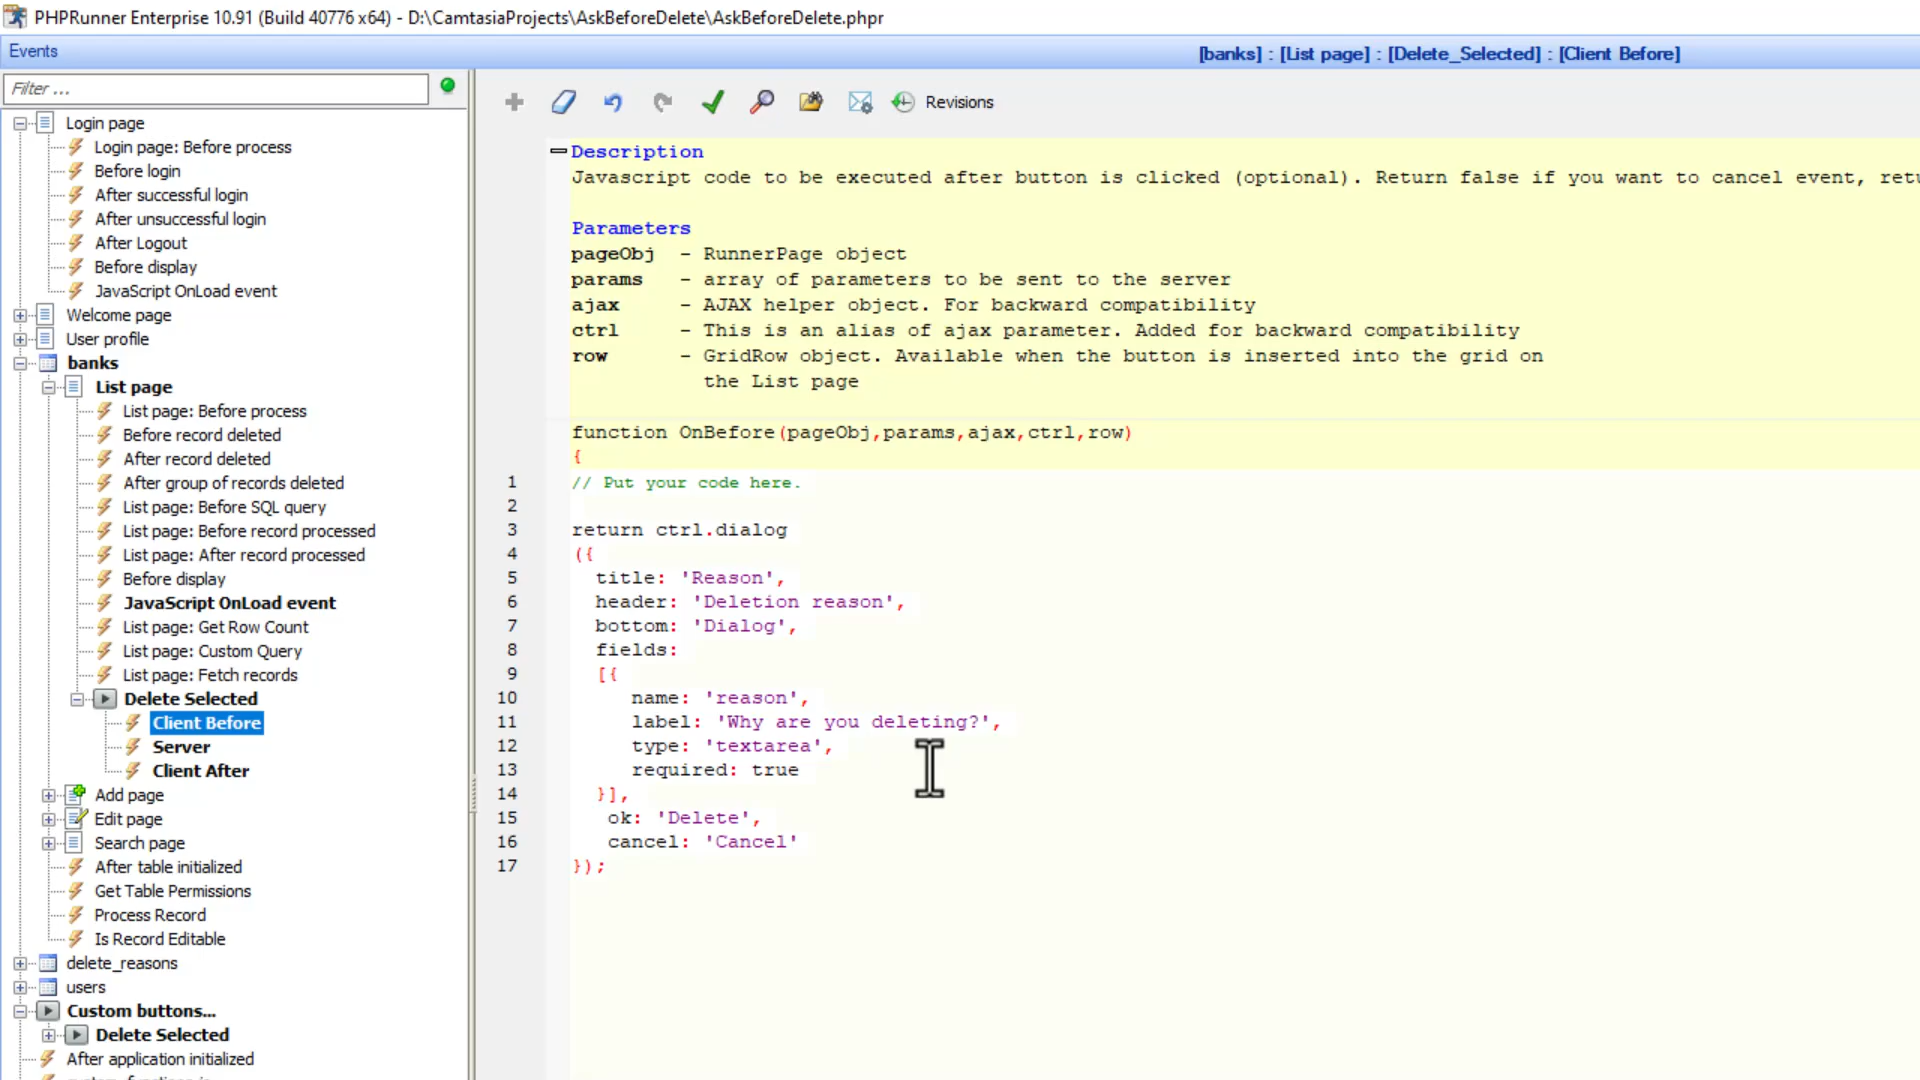 PHPRunner Enterprise 10.91 (Build 40776 x64) - D:\CamtasiaProjects\AskBeforeDelete\AskBeforeDelete.phpr
Events
[banks] : [List page] : [Delete_Selected] : [Client Before]
Filter ...
Login page
Login page: Before process
Before login
After successful login
After unsuccessful login
After Logout
Before display
JavaScript OnLoad event
Welcome page
User profile
banks
List page
List page: Before process
Before record deleted
After record deleted
After group of records deleted
List page: Before SQL query
List page: Before record processed
List page: After record processed
Before display
JavaScript OnLoad event
List page: Get Row Count
List page: Custom Query
List page: Fetch records
Delete Selected
Client Before
Server
Client After
Add page
Edit page
Search page
After table initialized
Get Table Permissions
Process Record
Is Record Editable
delete_reasons
users
Custom buttons...
Delete Selected
After application initialized
Revisions
Description
Javascript code to be executed after button is clicked (optional). Return false if you want to cancel event, retu
Parameters
pageObj - RunnerPage object
params - array of parameters to be sent to the server
ajax - AJAX helper object. For backward compatibility
ctrl - This is an alias of ajax parameter. Added for backward compatibility
row - GridRow object. Available when the button is inserted into the grid on
the List page
function OnBefore(pageObj,params,ajax,ctrl,row)
{
1 // Put your code here.
2
3 return ctrl.dialog
4 ({
5 title: 'Reason',
6 header: 'Deletion reason',
7 bottom: 'Dialog',
8 fields:
9 [{
10 name: 'reason',
11 label: 'Why are you deleting?',
12 type: 'textarea',
13 required: true
14 }],
15 ok: 'Delete',
16 cancel: 'Cancel'
17 });